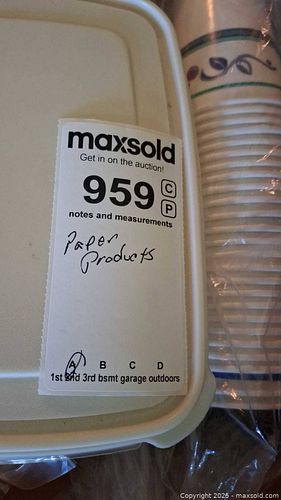 maxsold
Get in on the auction!
959 C
P
notes and measurements
Paper
Products
A B C D
1st 2nd 3rd bsmt garage outdoors
Copyright 2025 - maxsold.com